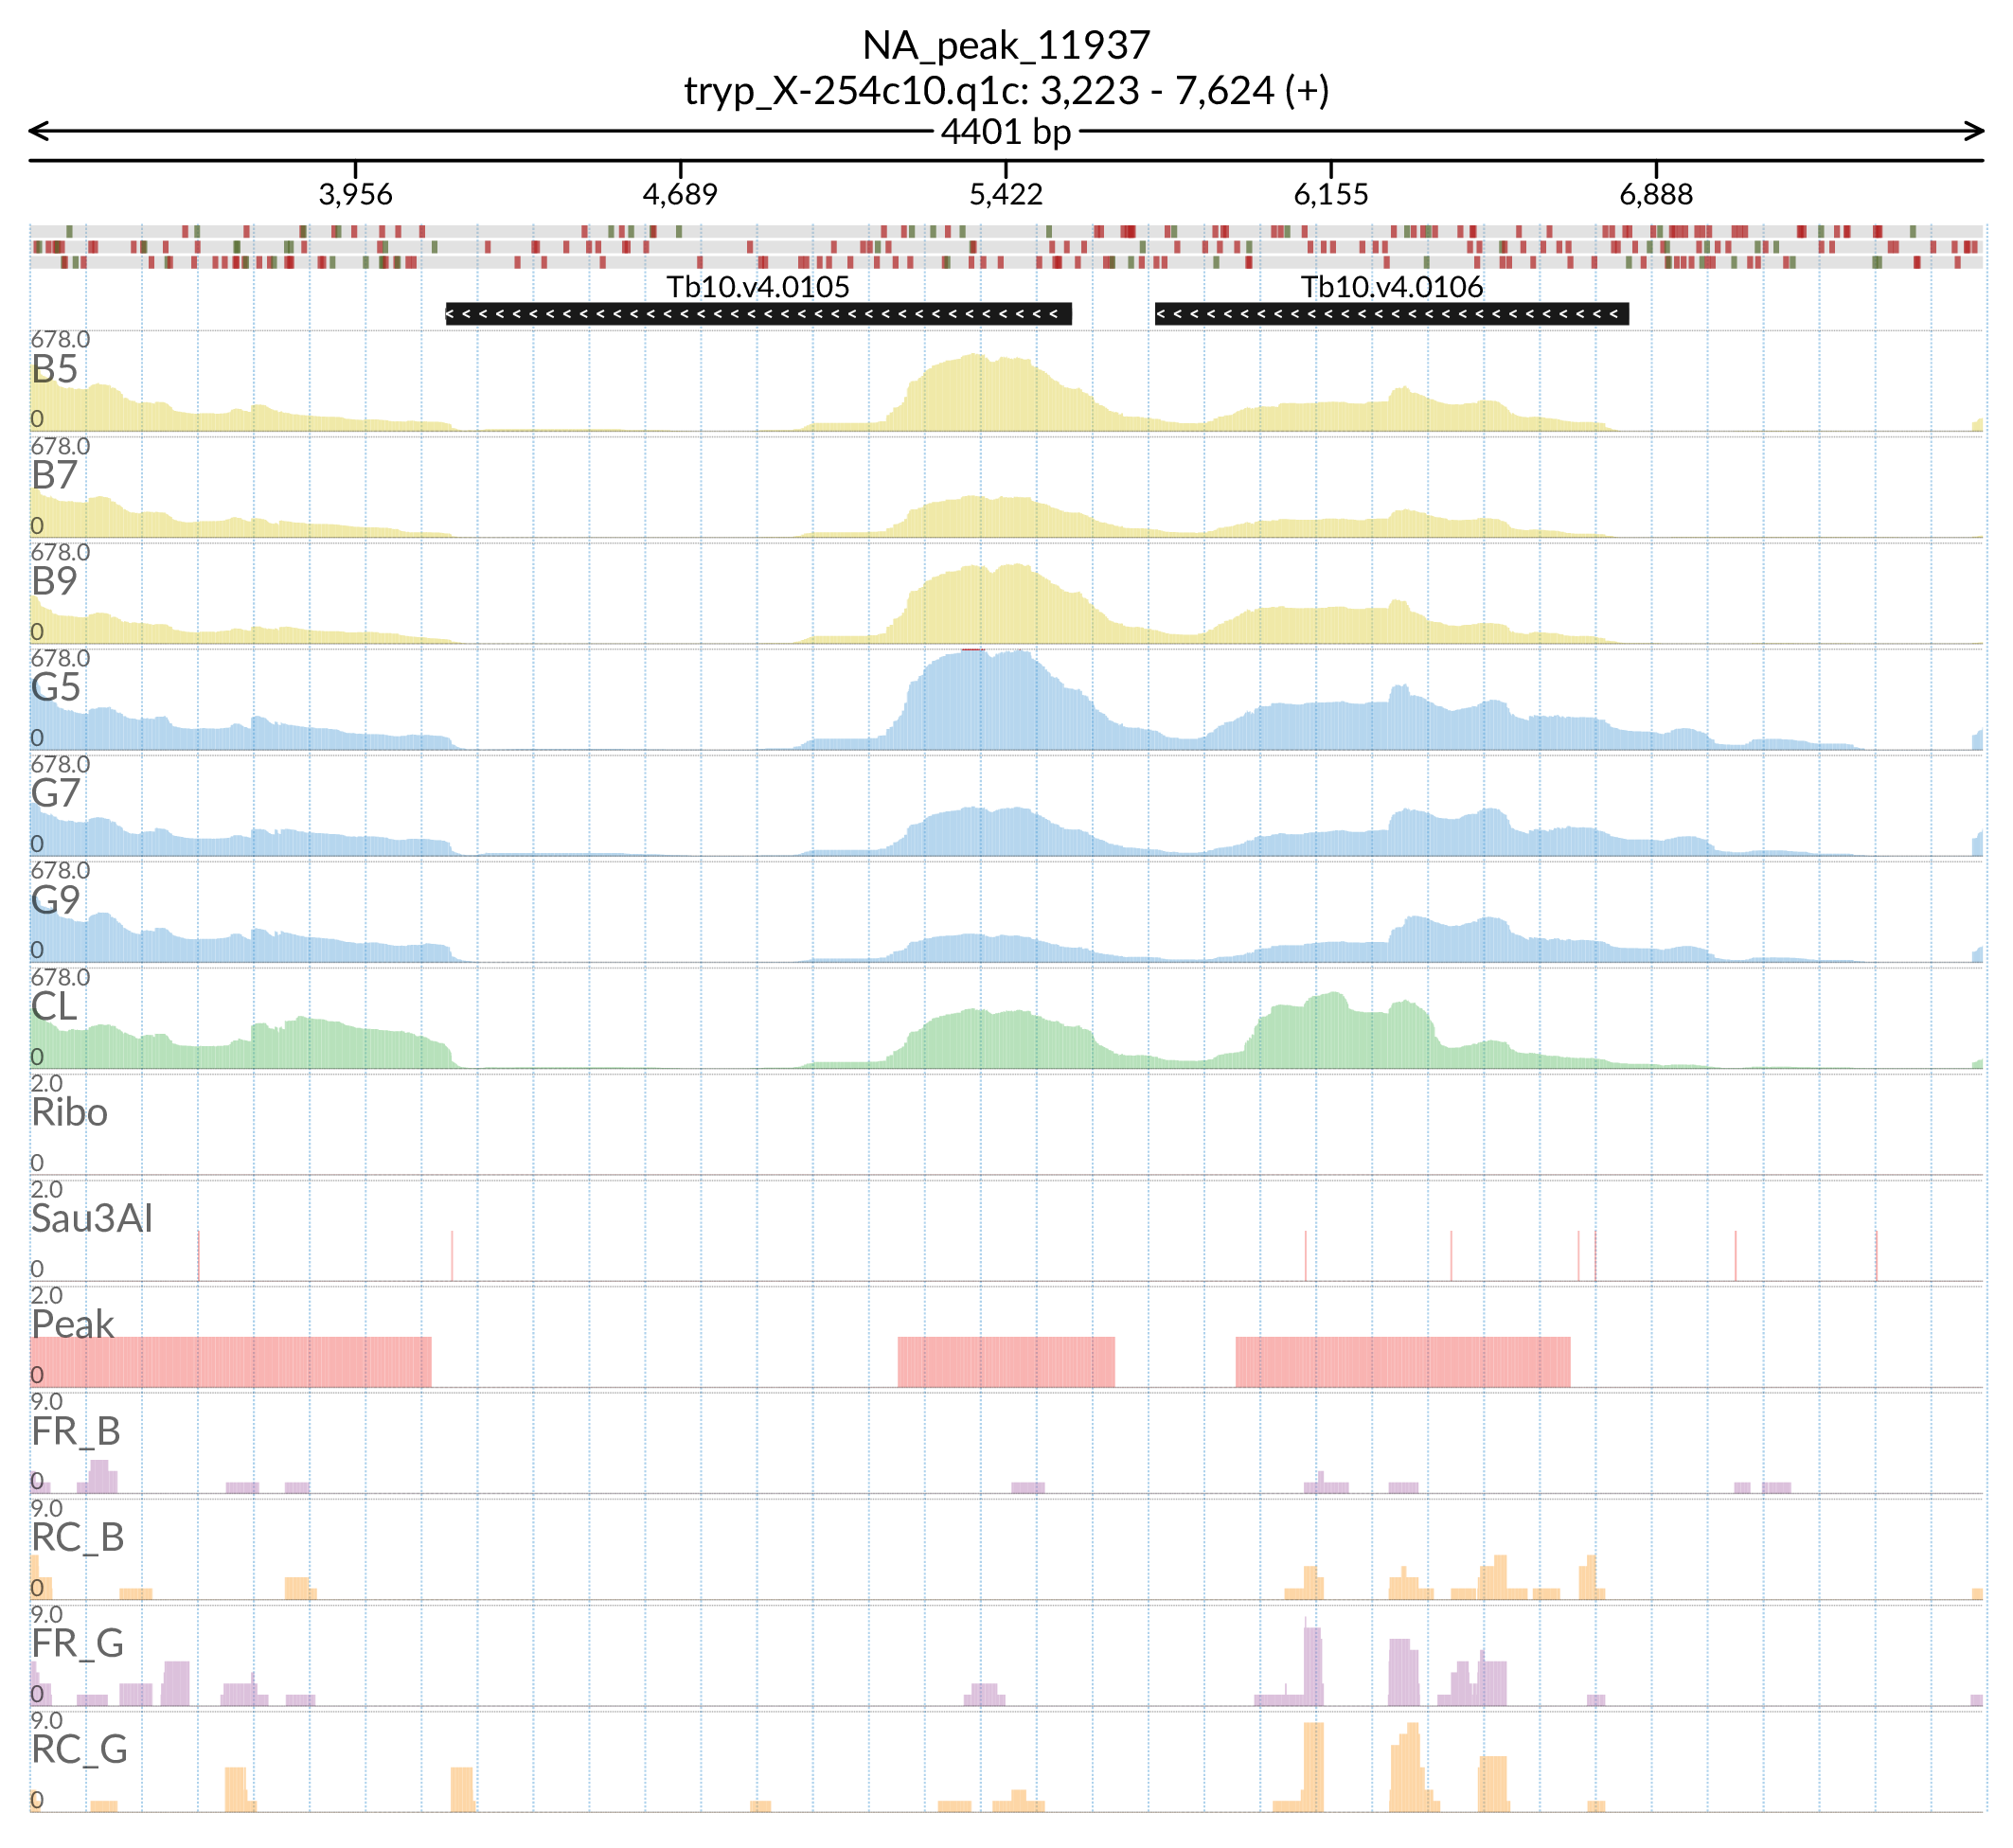 NA_peak_11937
tryp_X-254c10.q1c: 3,223 - 7,624 (+)
4401 bp
3,956 4,689 5,422 6,155 6,888
Tb10.v4.0105 Tb10.v4.0106
678.0
B5
0
678.0
B7
0
678.0
B9
0
678.0
G5
0
678.0
G7
0
678.0
G9
0
678.0
CL
0
2.0
Ribo
0
2.0
Sau3AI
0
2.0
Peak
0
9.0
FR_B
0
9.0
RC_B
0
9.0
FR_G
0
9.0
RC_G
0